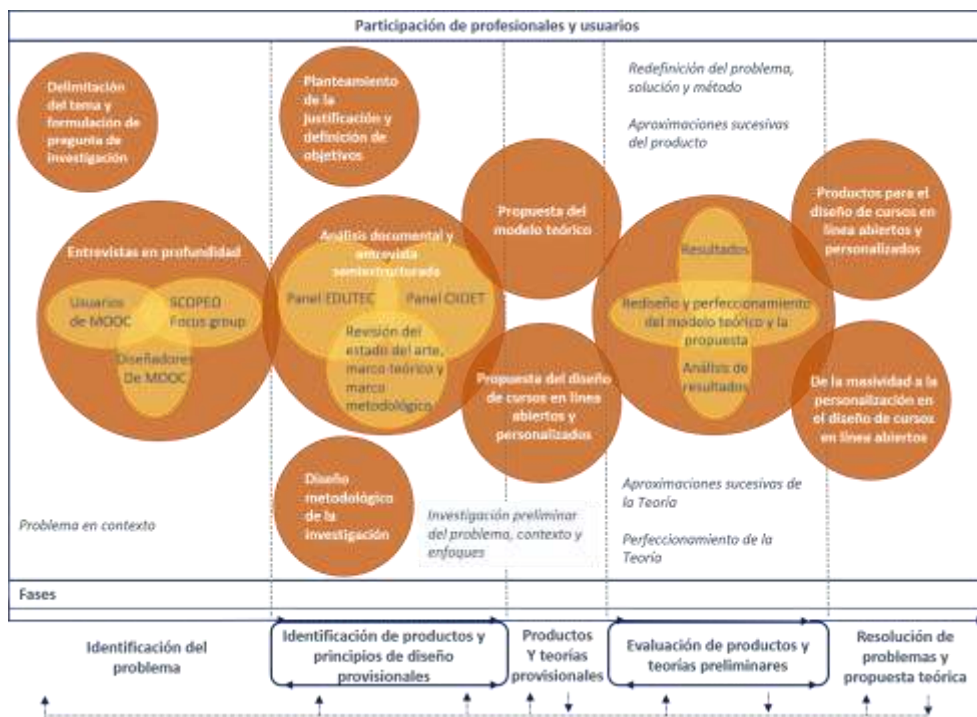 Participación de profesionales y usuarios
Delimitación
del tema y
formulación de
pregunta de
investigación
Entrevistas en profundidad
Usuarios
de MOOC
SCOPEO
Focus group
Diseñadores
De MOOC
Problema en contexto
Planteamiento
de la
justificación y
definición de
objetivos
Análisis documental y
entrevista
semiestructurada
Panel EDUTEC
Panel CIDET
Revisión del
estado del arte,
marco teórico y
marco
metodológico
Diseño
metodológico
de la
investigación
Investigación preliminar
del problema, contexto y
enfoques
Propuesta del
modelo teórico
Propuesta del diseño
de cursos en línea
abiertos y
personalizados
Redefinición del problema,
solución y método
Aproximaciones sucesivas
del producto
Resultados
Rediseño y perfeccionamiento
del modelo teórico y la
propuesta
Análisis de
resultados
Aproximaciones sucesivas de
la Teoría
Perfeccionamiento de la
Teoría
Productos para el
diseño de cursos en
línea abiertos y
personalizados
De la masividad a la
personalización en
el diseño de cursos
en línea abiertos
Fases
Identificación del
problema
Identificación de productos y
principios de diseño
provisionales
Productos
Y teorías
provisionales
Evaluación de productos y
teorías preliminares
Resolución de
problemas y
propuesta teórica